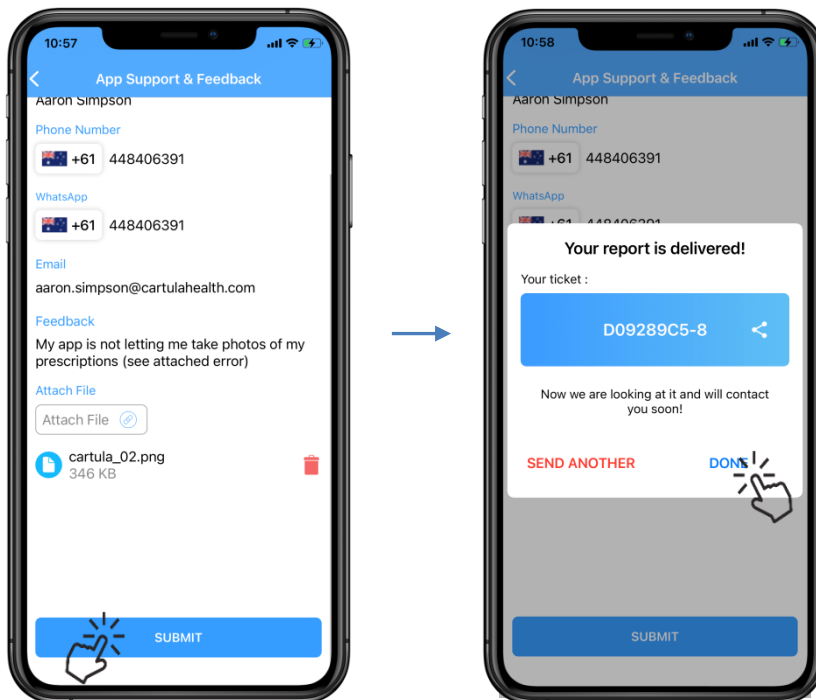 10:57
App Support & Feedback
Aaron Simpson
Phone Number
+61 448406391
WhatsApp
+61 448406391
Email
aaron.simpson@cartulahealth.com
Feedback
My app is not letting me take photos of my
prescriptions (see attached error)
Attach File
Attach File
cartula_02.png
346 KB
SUBMIT
10:58
App Support & Feedback
Aaron Simpson
Phone Number
+61 448406391
WhatsApp
+61 448406391
Your report is delivered!
Your ticket :
D09289C5-8
Now we are looking at it and will contact
you soon!
SEND ANOTHER
DONE
SUBMIT